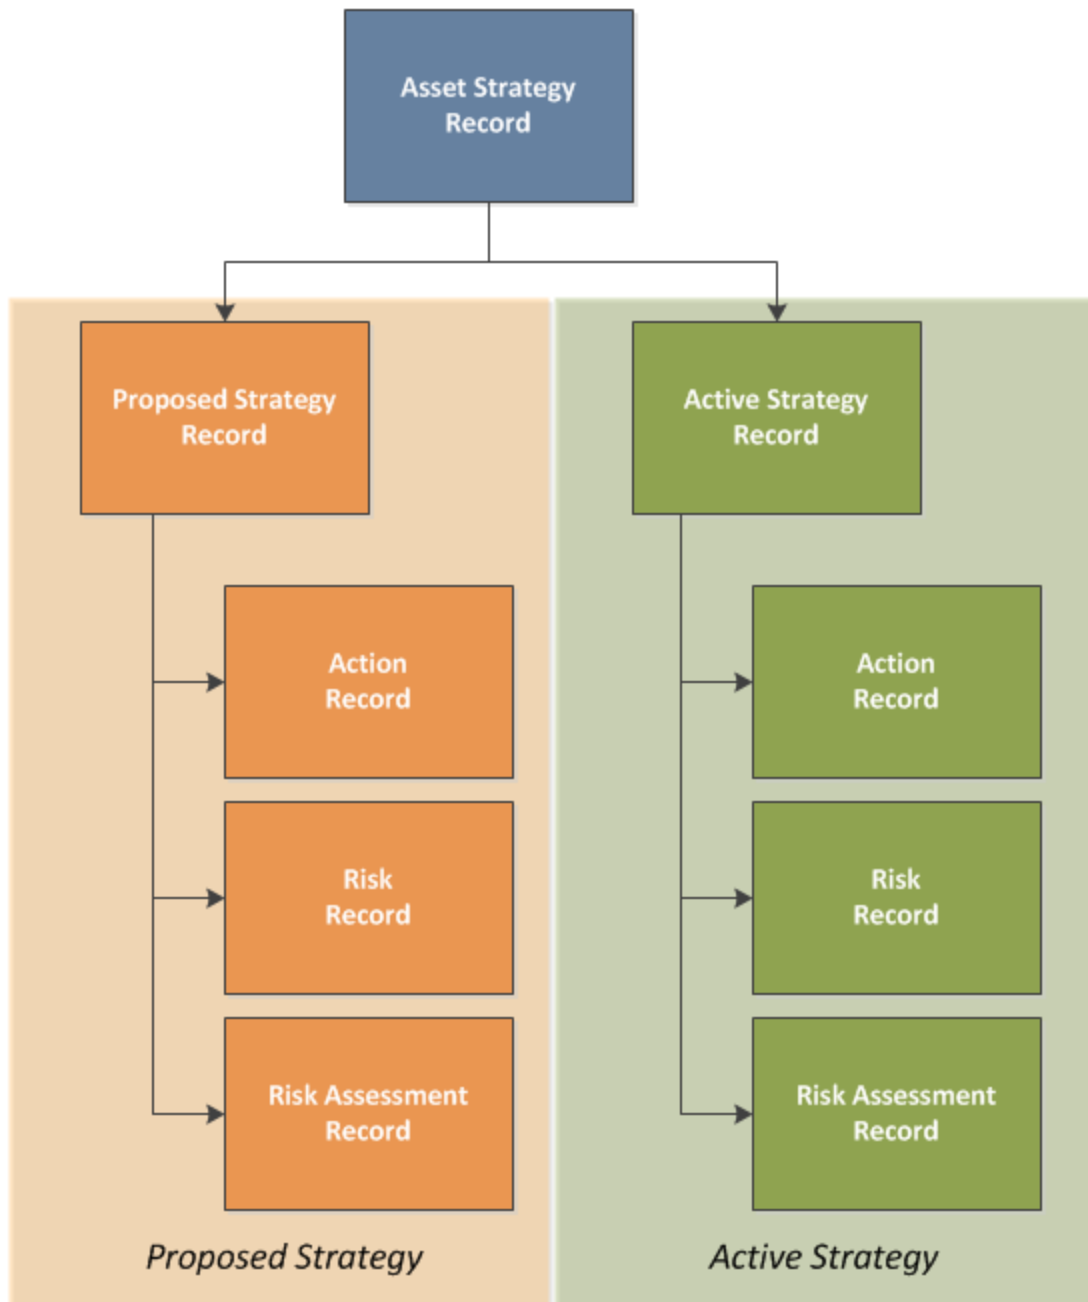 Asset Strategy
Record
Proposed Strategy
Record
Active Strategy
Record
Action
Record
Action
Record
Risk
Record
Risk
Record
Risk Assessment
Record
Risk Assessment
Record
Proposed Strategy
Active Strategy